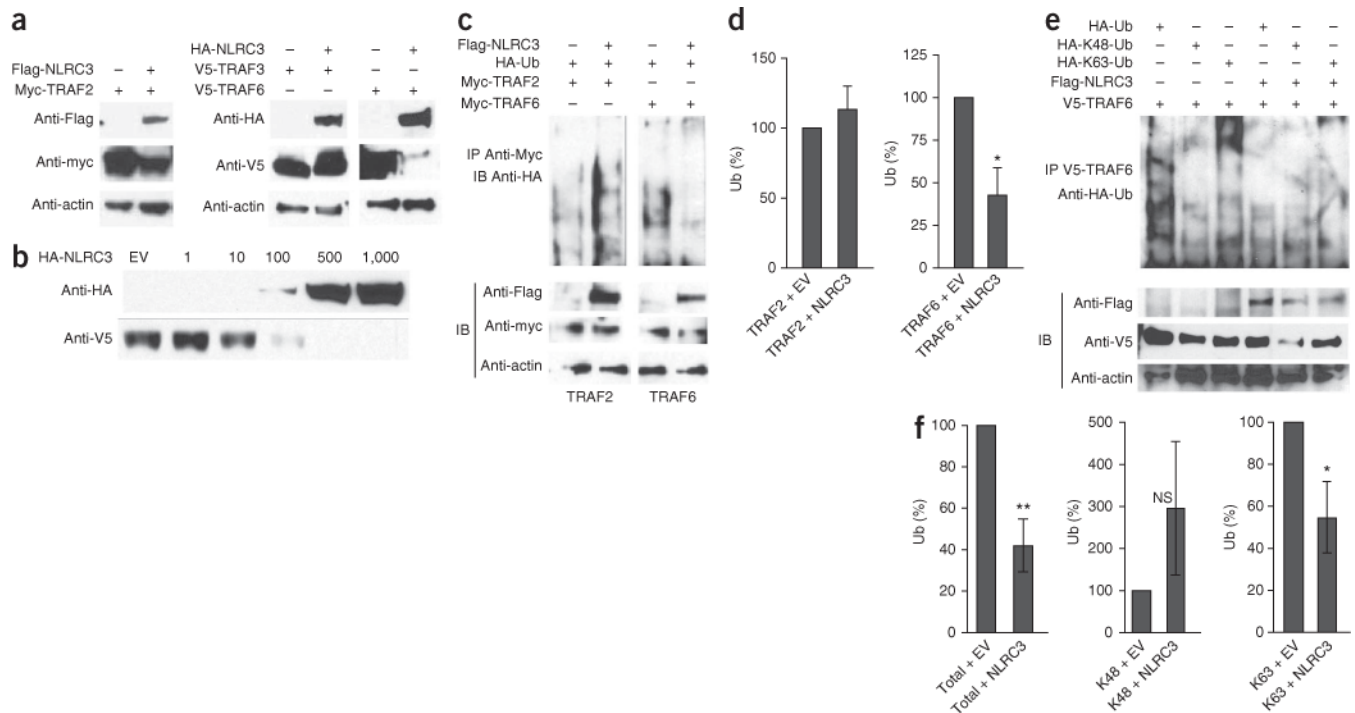 a
Flag-NLRC3 – +
Myc-TRAF2 + +
Anti-Flag
Anti-myc
Anti-actin
HA-NLRC3 – + – +
V5-TRAF3 + +
V5-TRAF6 + +
Anti-HA
Anti-V5
Anti-actin
b
HA-NLRC3 EV 1 10 100 500 1,000
Anti-HA
Anti-V5
c
Flag-NLRC3 – + – +
HA-Ub + + + +
Myc-TRAF2 + + – –
Myc-TRAF6 – – + +
IP Anti-Myc
IB Anti-HA
IB
Anti-Flag
Anti-myc
Anti-actin
TRAF2 TRAF6
d
Ub (%)
150
100
50
0
TRAF2 + EV
TRAF2 + NLRC3
Ub (%)
125
100
75
50
25
0
*
TRAF6 + EV
TRAF6 + NLRC3
e
HA-Ub + – – + – –
HA-K48-Ub – + – – + –
HA-K63-Ub – – + – – +
Flag-NLRC3 – – – + + +
V5-TRAF6 + + + + + +
IP V5-TRAF6
Anti-HA-Ub
IB
Anti-Flag
Anti-V5
Anti-actin
f
Ub (%)
100
80
60
40
20
0
**
Total + EV
Total + NLRC3
Ub (%)
500
400
300
200
100
0
NS
K48 + EV
K48 + NLRC3
Ub (%)
100
80
60
40
20
0
*
K63 + EV
K63 + NLRC3